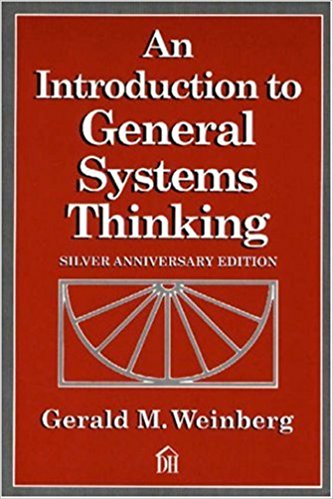 An
Introduction to
General
Systems
Thinking
SILVER ANNIVERSARY EDITION
Gerald M. Weinberg
DH